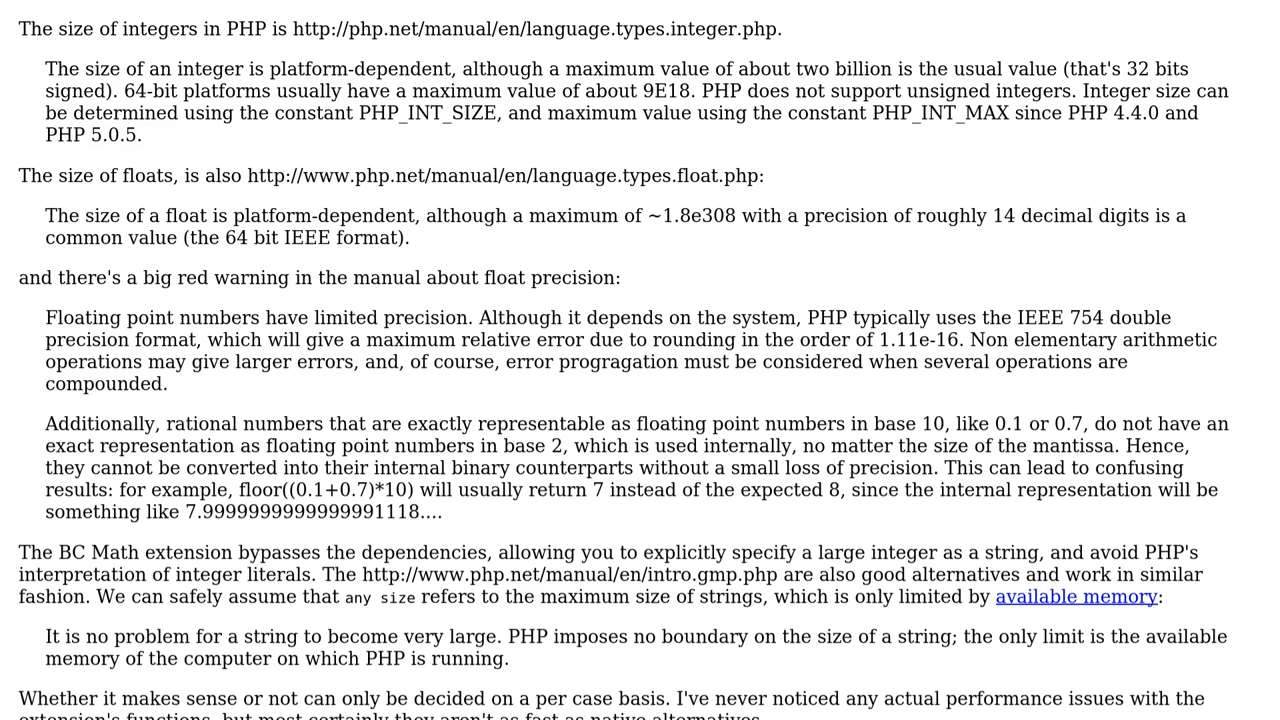 The size of integers in PHP is http://php.net/manual/en/language.types.integer.php.
The size of an integer is platform-dependent, although a maximum value of about two billion is the usual value (that's 32 bits
signed). 64-bit platforms usually have a maximum value of about 9E18. PHP does not support unsigned integers. Integer size can
be determined using the constant PHP_INT_SIZE, and maximum value using the constant PHP_INT_MAX since PHP 4.4.0 and
PHP 5.0.5.
The size of floats, is also http://www.php.net/manual/en/language.types.float.php:
The size of a float is platform-dependent, although a maximum of ~1.8e308 with a precision of roughly 14 decimal digits is a
common value (the 64 bit IEEE format).
and there's a big red warning in the manual about float precision:
Floating point numbers have limited precision. Although it depends on the system, PHP typically uses the IEEE 754 double
precision format, which will give a maximum relative error due to rounding in the order of 1.11e-16. Non elementary arithmetic
operations may give larger errors, and, of course, error progragation must be considered when several operations are
compounded.
Additionally, rational numbers that are exactly representable as floating point numbers in base 10, like 0.1 or 0.7, do not have an
exact representation as floating point numbers in base 2, which is used internally, no matter the size of the mantissa. Hence,
they cannot be converted into their internal binary counterparts without a small loss of precision. This can lead to confusing
results: for example, floor((0.1+0.7)*10) will usually return 7 instead of the expected 8, since the internal representation will be
something like 7.9999999999999991118....
The BC Math extension bypasses the dependencies, allowing you to explicitly specify a large integer as a string, and avoid PHP's
interpretation of integer literals. The http://www.php.net/manual/en/intro.gmp.php are also good alternatives and work in similar
fashion. We can safely assume that any size refers to the maximum size of strings, which is only limited by available memory:
It is no problem for a string to become very large. PHP imposes no boundary on the size of a string; the only limit is the available
memory of the computer on which PHP is running.
Whether it makes sense or not can only be decided on a per case basis. I've never noticed any actual performance issues with the
extension's functions, but most certainly they aren't as fast as native alternatives.